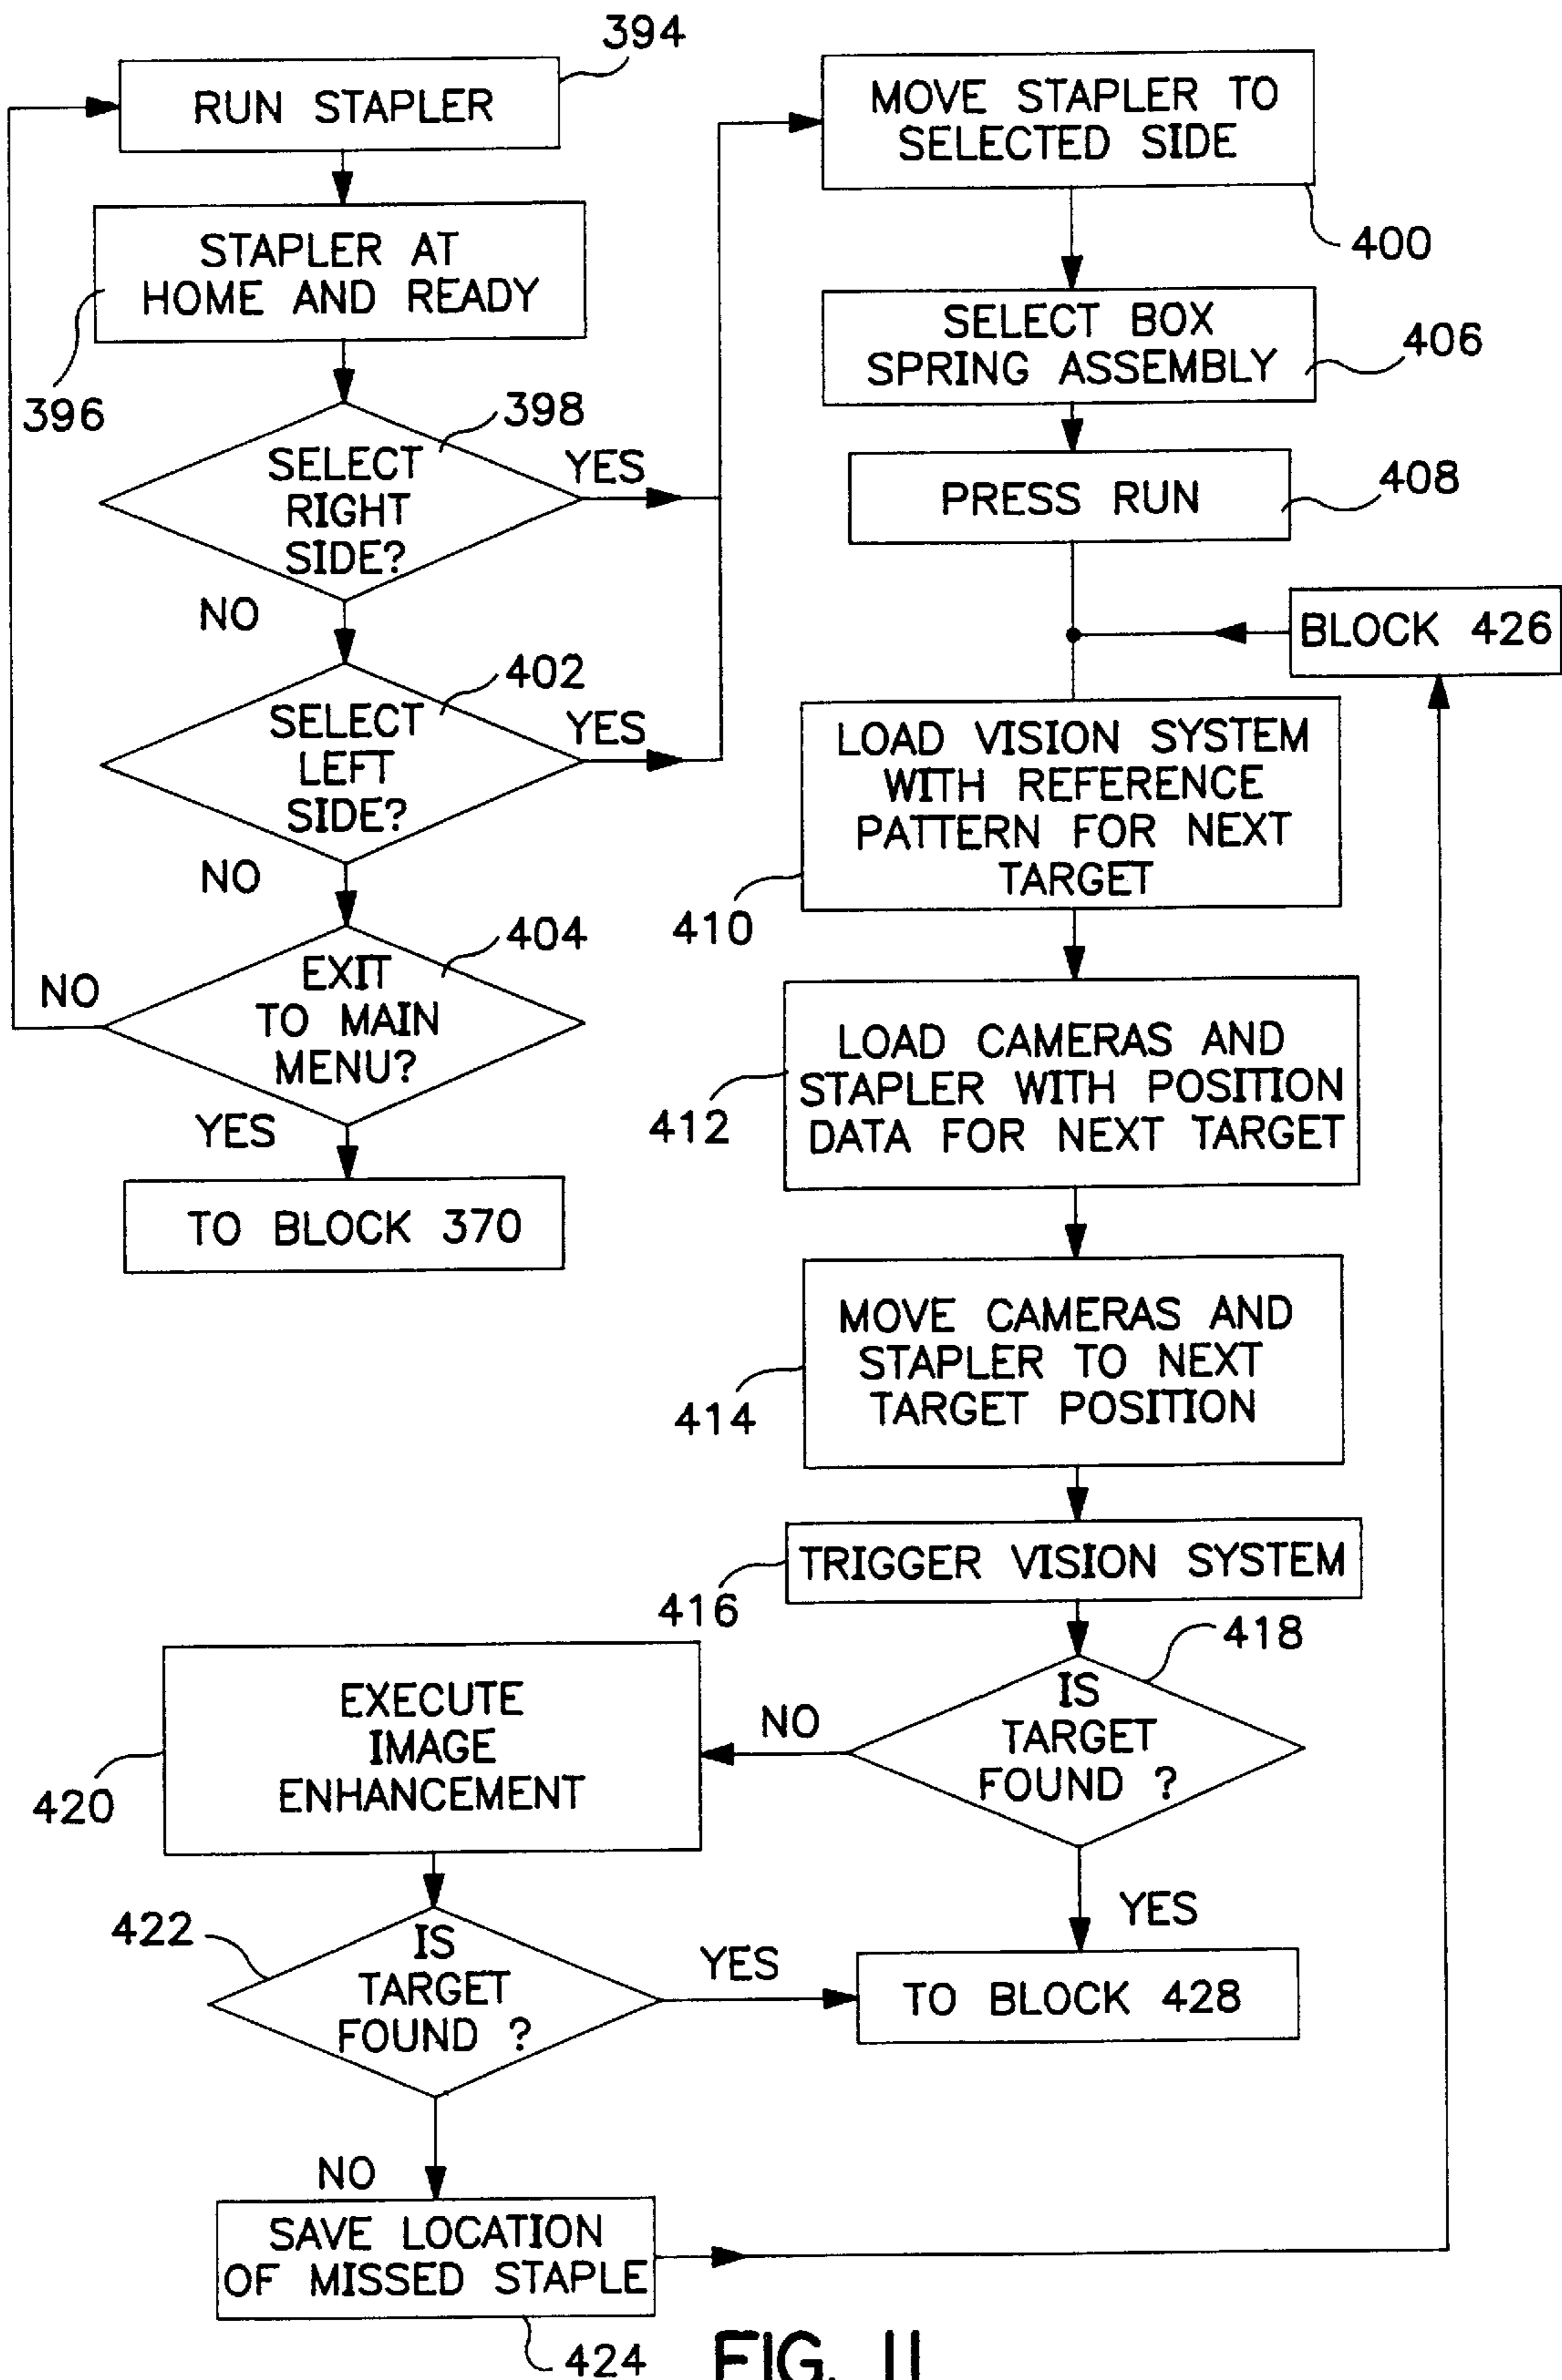 394
RUN STAPLER
STAPLER AT
HOME AND READY
396
398
SELECT
RIGHT
SIDE?
YES
NO
402
SELECT
LEFT
SIDE?
YES
NO
404
EXIT
TO MAIN
MENU?
NO
YES
TO BLOCK 370
MOVE STAPLER TO
SELECTED SIDE
400
SELECT BOX
SPRING ASSEMBLY
406
PRESS RUN
408
BLOCK 426
LOAD VISION SYSTEM
WITH REFERENCE
PATTERN FOR NEXT
TARGET
410
LOAD CAMERAS AND
STAPLER WITH POSITION
DATA FOR NEXT TARGET
412
MOVE CAMERAS AND
STAPLER TO NEXT
TARGET POSITION
414
TRIGGER VISION SYSTEM
416
418
IS
TARGET
FOUND ?
NO
YES
EXECUTE
IMAGE
ENHANCEMENT
420
422
IS
TARGET
FOUND ?
YES
TO BLOCK 428
NO
SAVE LOCATION
OF MISSED STAPLE
424
FIG. 11